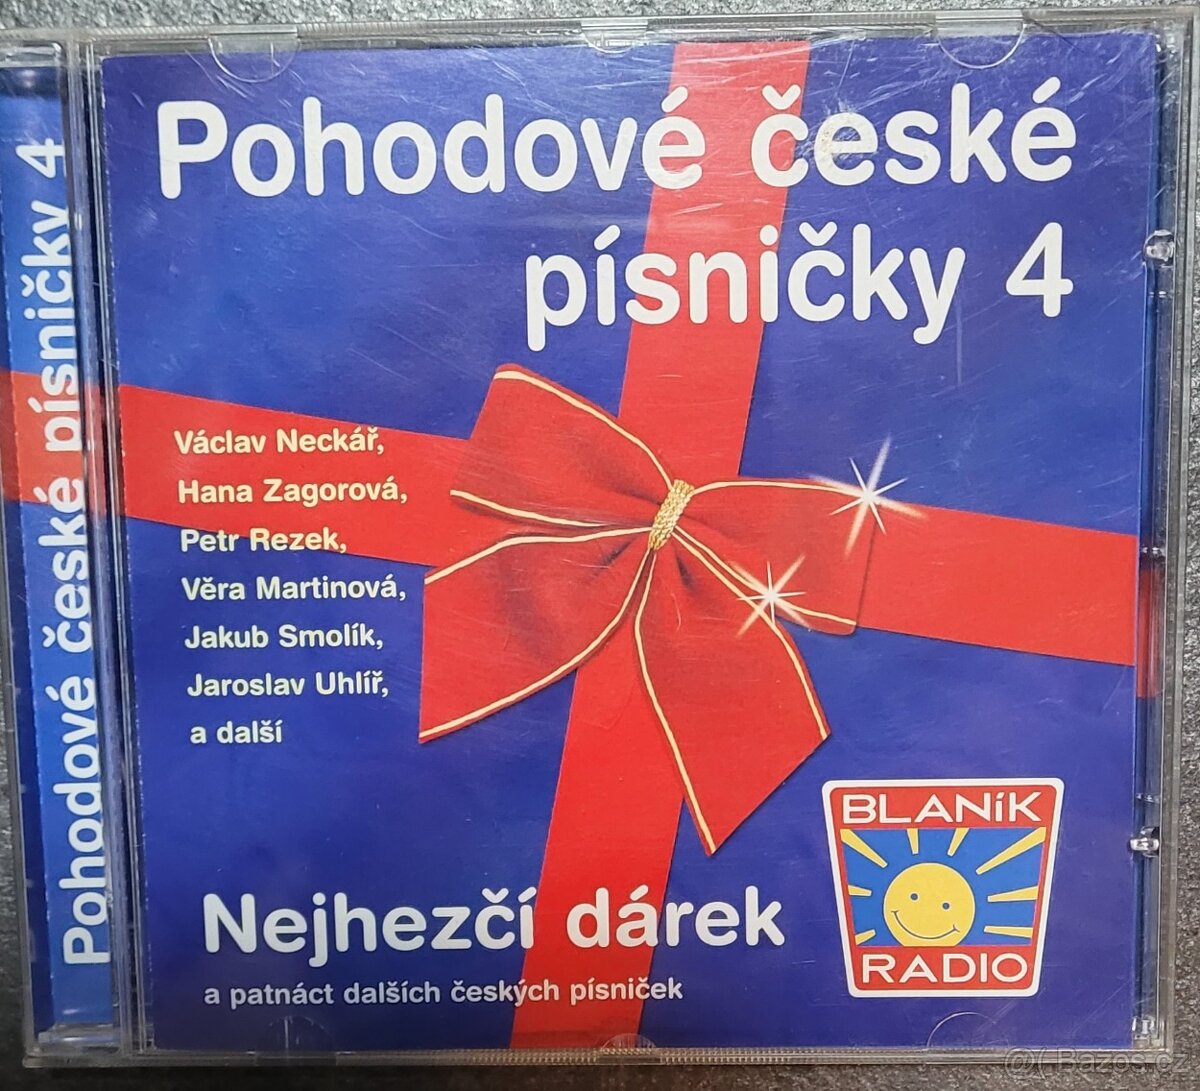 Pohodové české písničky 4
Pohodové české
písničky 4
Václav Neckář,
Hana Zagorová,
Petr Rezek,
Věra Martinová,
Jakub Smolík,
Jaroslav Uhlíř,
a další
BLANíK
RADIO
Nejhezčí dárek
a patnáct dalších českých písniček
@( Bazos.cz